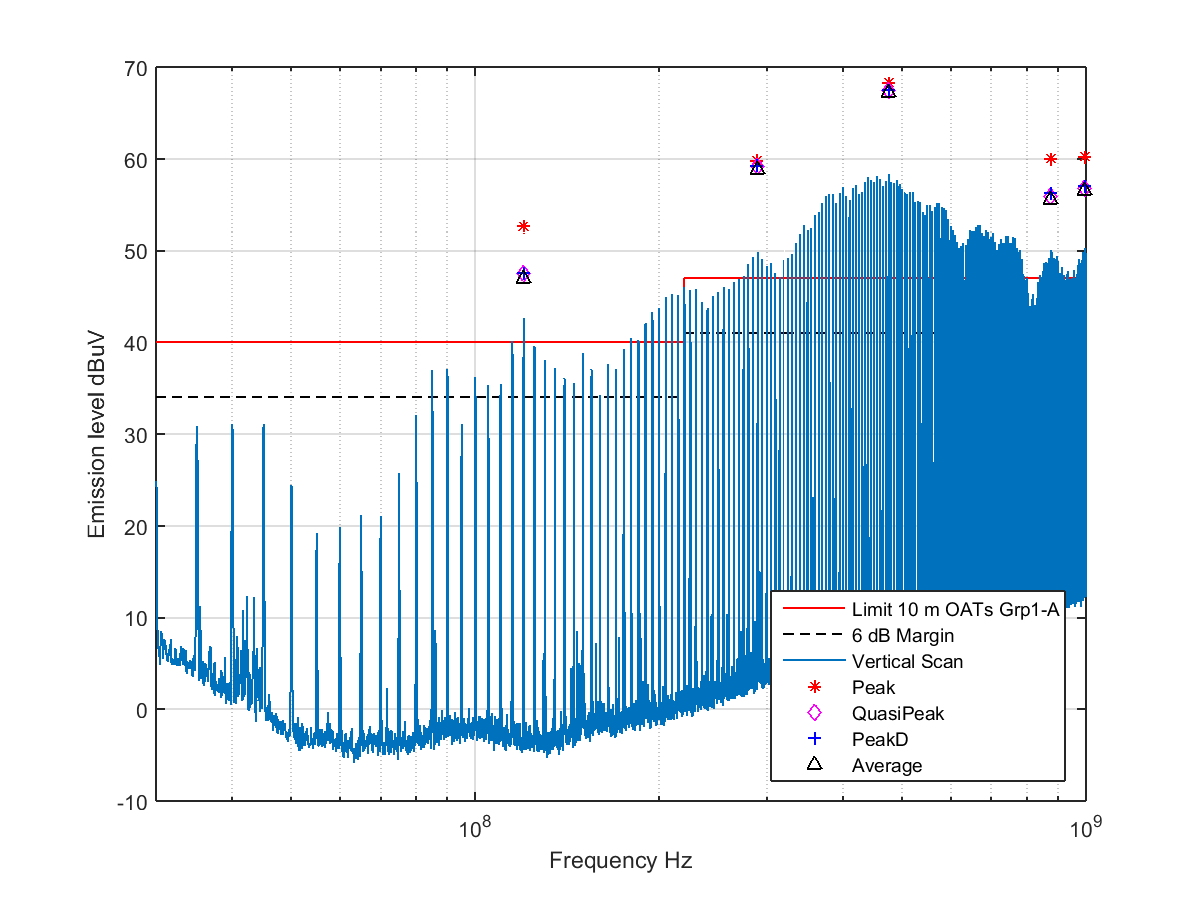 70
60
50
40
30
20
10
0
-10
Emission level dBuV
10^8
10^9
Frequency Hz
Limit 10 m OATs Grp1-A
6 dB Margin
Vertical Scan
Peak
QuasiPeak
PeakD
Average